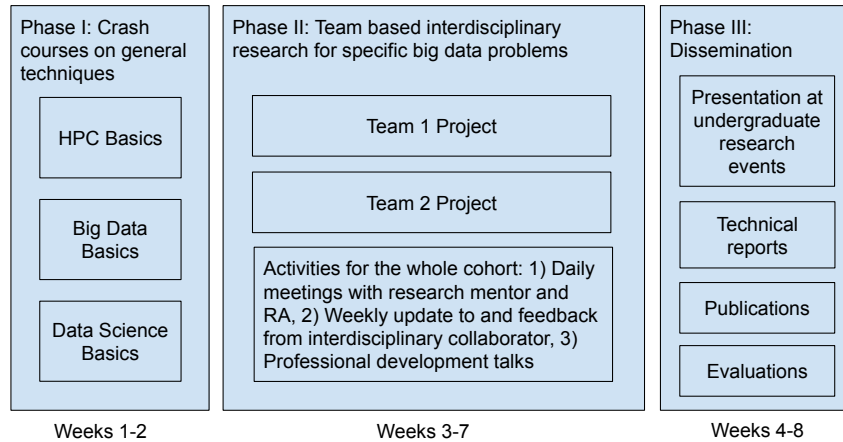 Phase I: Crash
courses on general
techniques
HPC Basics
Big Data
Basics
Data Science
Basics
Weeks 1-2
Phase II: Team based interdisciplinary
research for specific big data problems
Team 1 Project
Team 2 Project
Activities for the whole cohort: 1) Daily
meetings with research mentor and
RA, 2) Weekly update to and feedback
from interdisciplinary collaborator, 3)
Professional development talks
Weeks 3-7
Phase III:
Dissemination
Presentation at
undergraduate
research
events
Technical
reports
Publications
Evaluations
Weeks 4-8